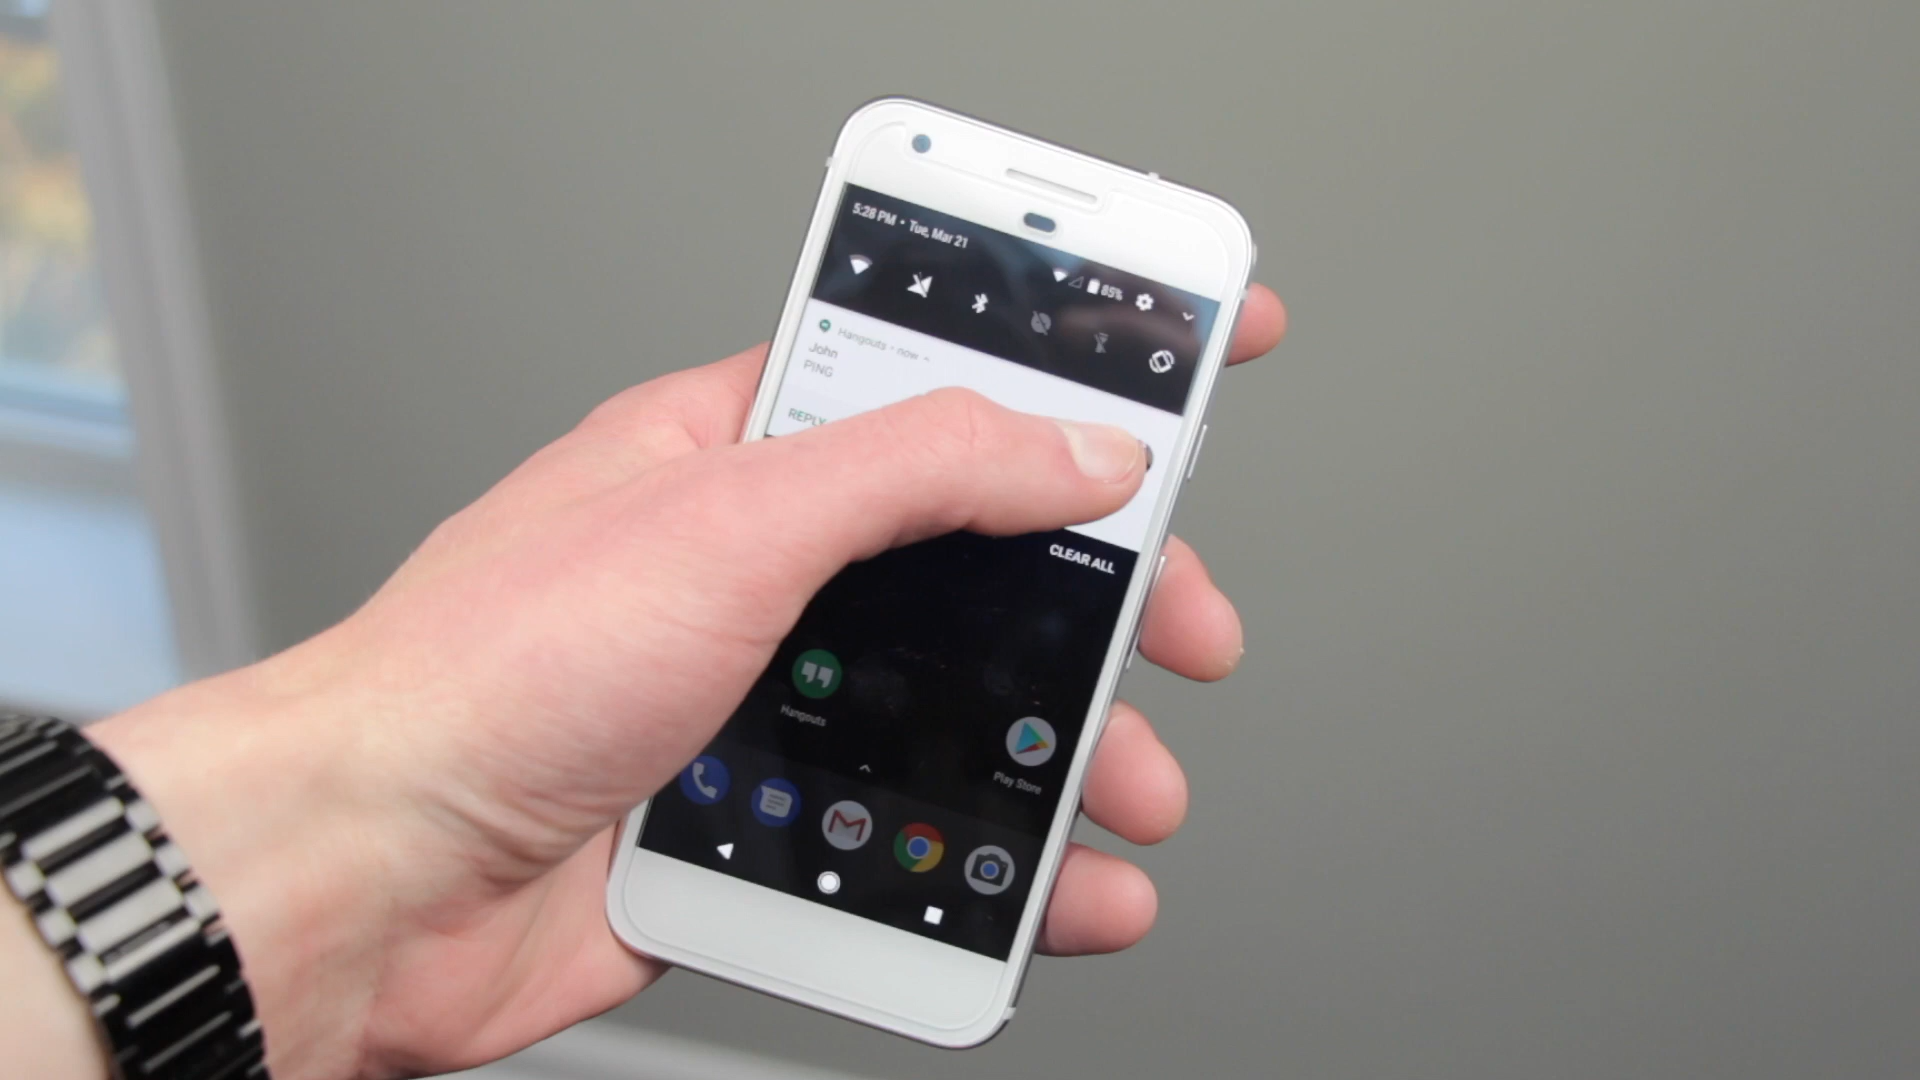 5:28 PM • Tue, Mar 21
85%
Hangouts • now
John
PING
REPLY
CLEAR ALL
Hangouts
Play Store